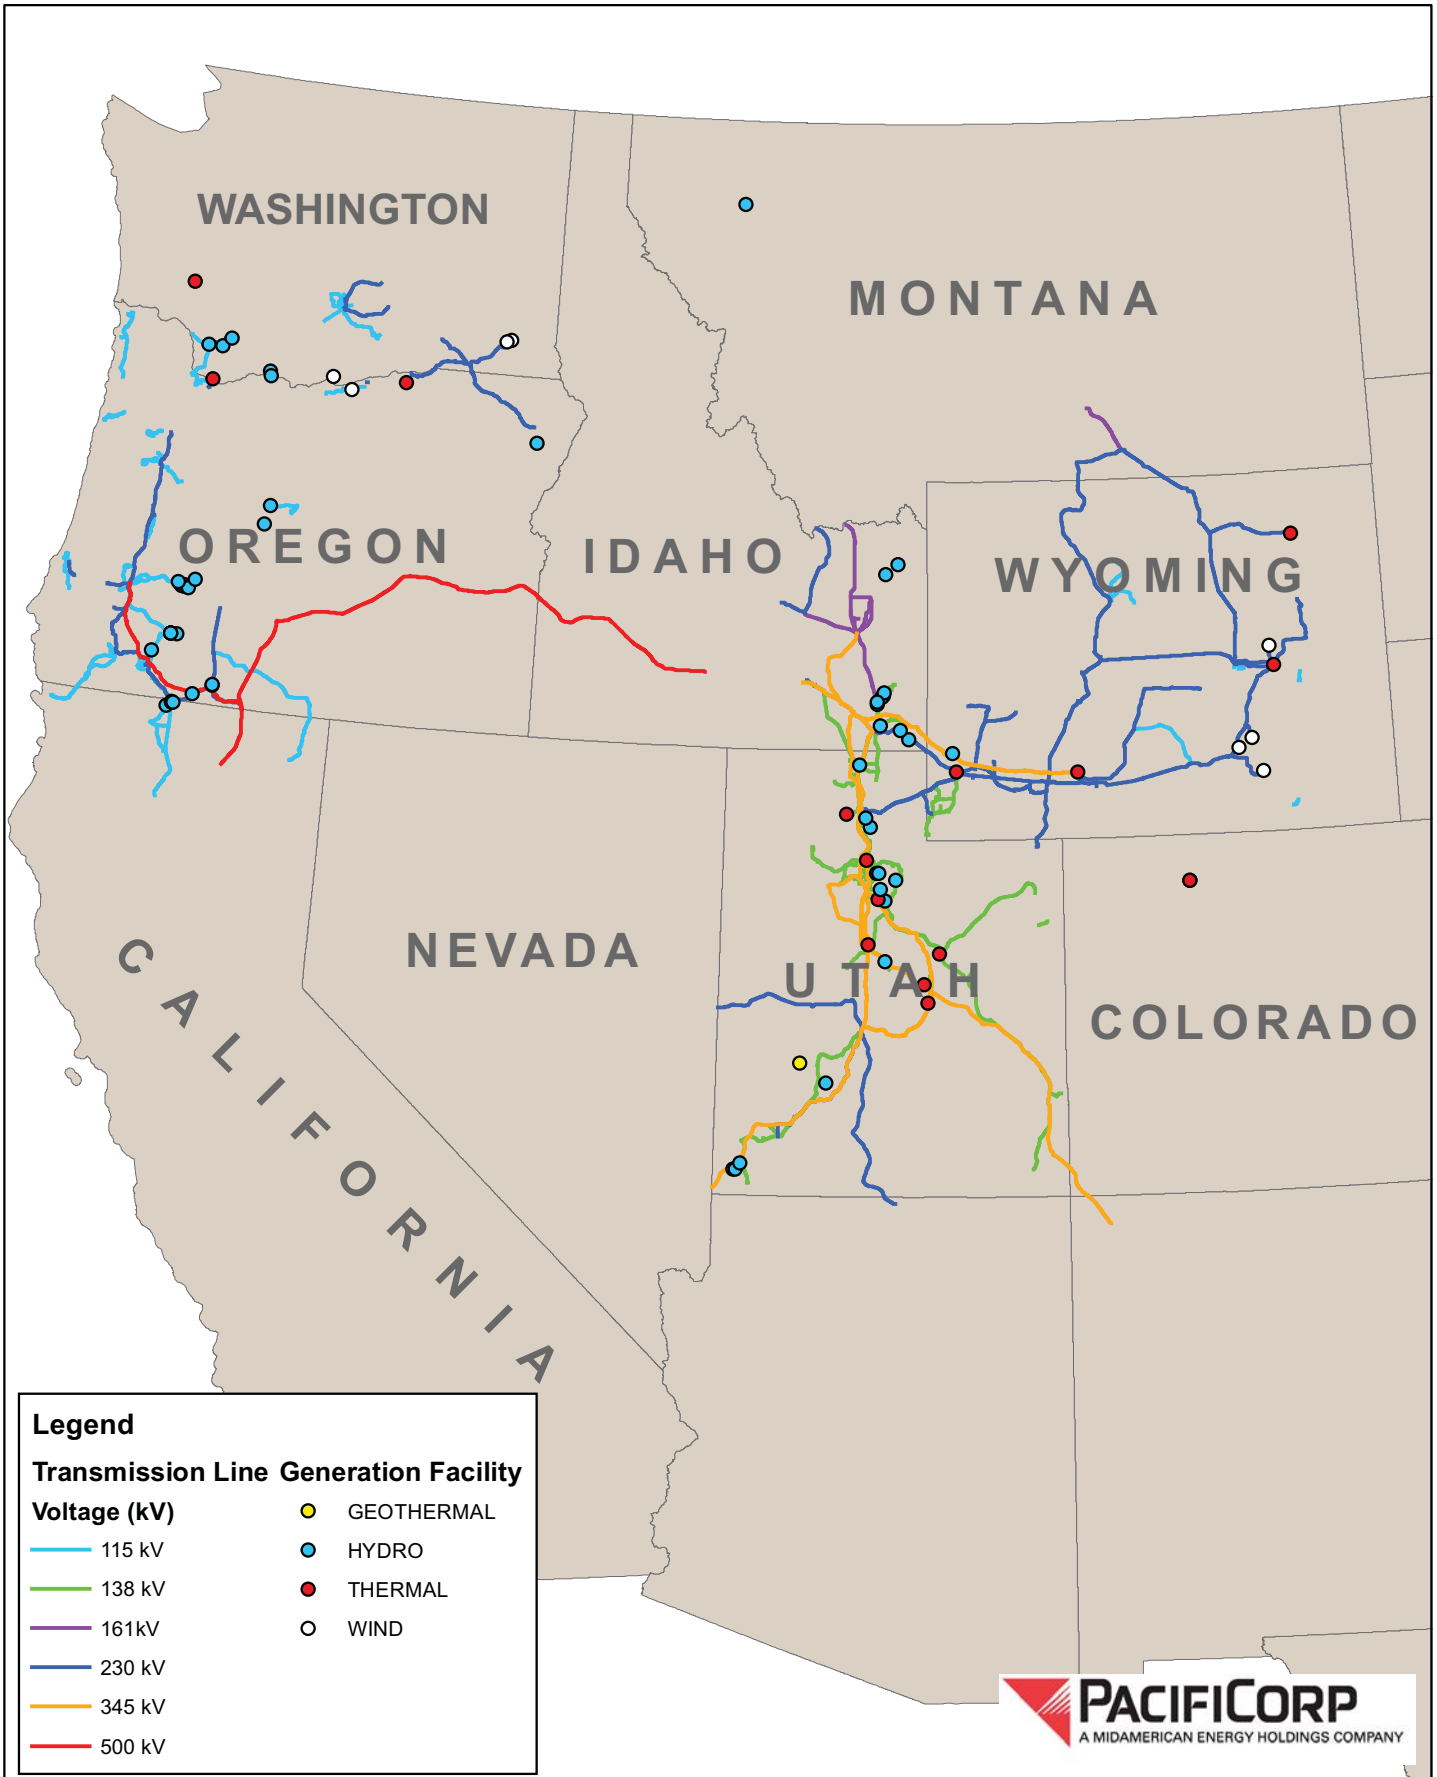 WASHINGTON
MONTANA
OREGON
IDAHO
WYOMING
NEVADA
UTAH
COLORADO
CALIFORNIA
Legend
Transmission Line Generation Facility
Voltage (kV)
GEOTHERMAL
115 kV
HYDRO
138 kV
THERMAL
161kV
WIND
230 kV
345 kV
500 kV
PACIFICORP
A MIDAMERICAN ENERGY HOLDINGS COMPANY